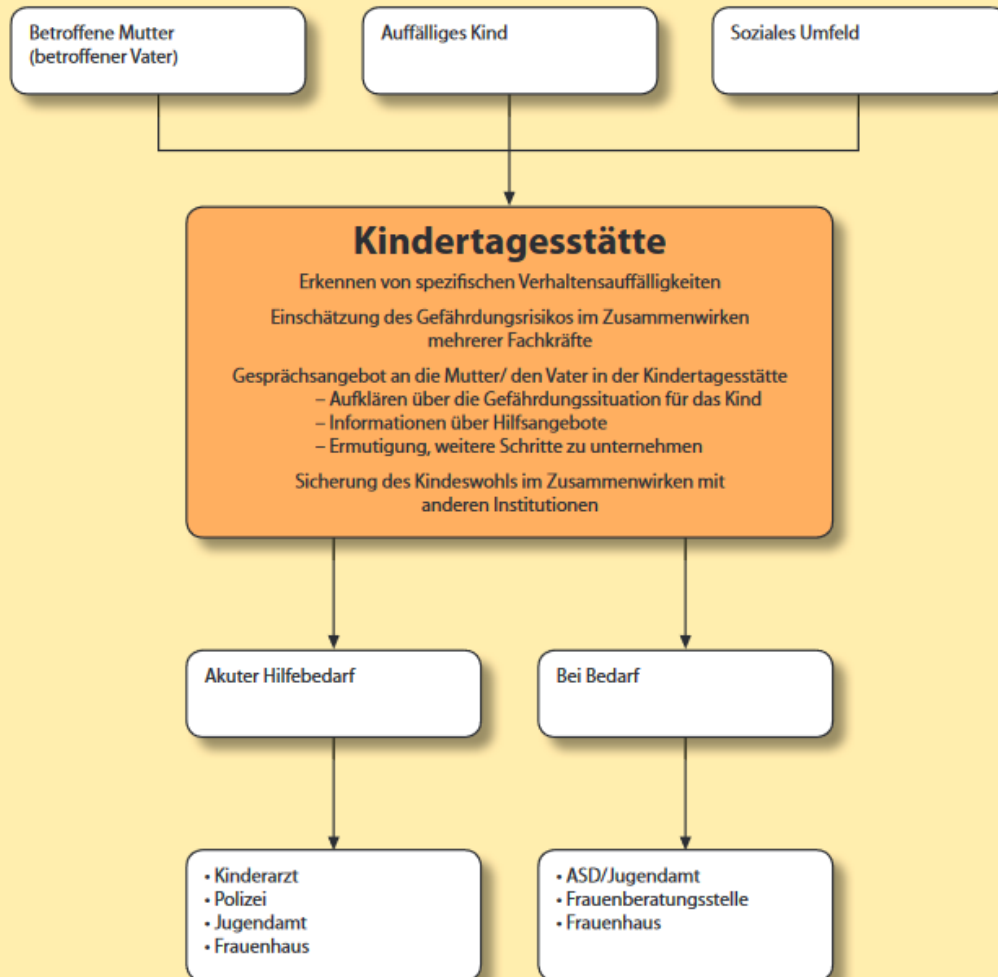 Betroffene Mutter
(betroffener Vater)
Auffälliges Kind
Soziales Umfeld
Kindertagesstätte
Erkennen von spezifischen Verhaltensauffälligkeiten
Einschätzung des Gefährdungsrisikos im Zusammenwirken
mehrerer Fachkräfte
Gesprächsangebot an die Mutter/ den Vater in der Kindertagesstätte
– Aufklären über die Gefährdungssituation für das Kind
– Informationen über Hilfsangebote
– Ermutigung, weitere Schritte zu unternehmen
Sicherung des Kindeswohls im Zusammenwirken mit
anderen Institutionen
Akuter Hilfebedarf
Bei Bedarf
• Kinderarzt
• Polizei
• Jugendamt
• Frauenhaus
• ASD/Jugendamt
• Frauenberatungsstelle
• Frauenhaus